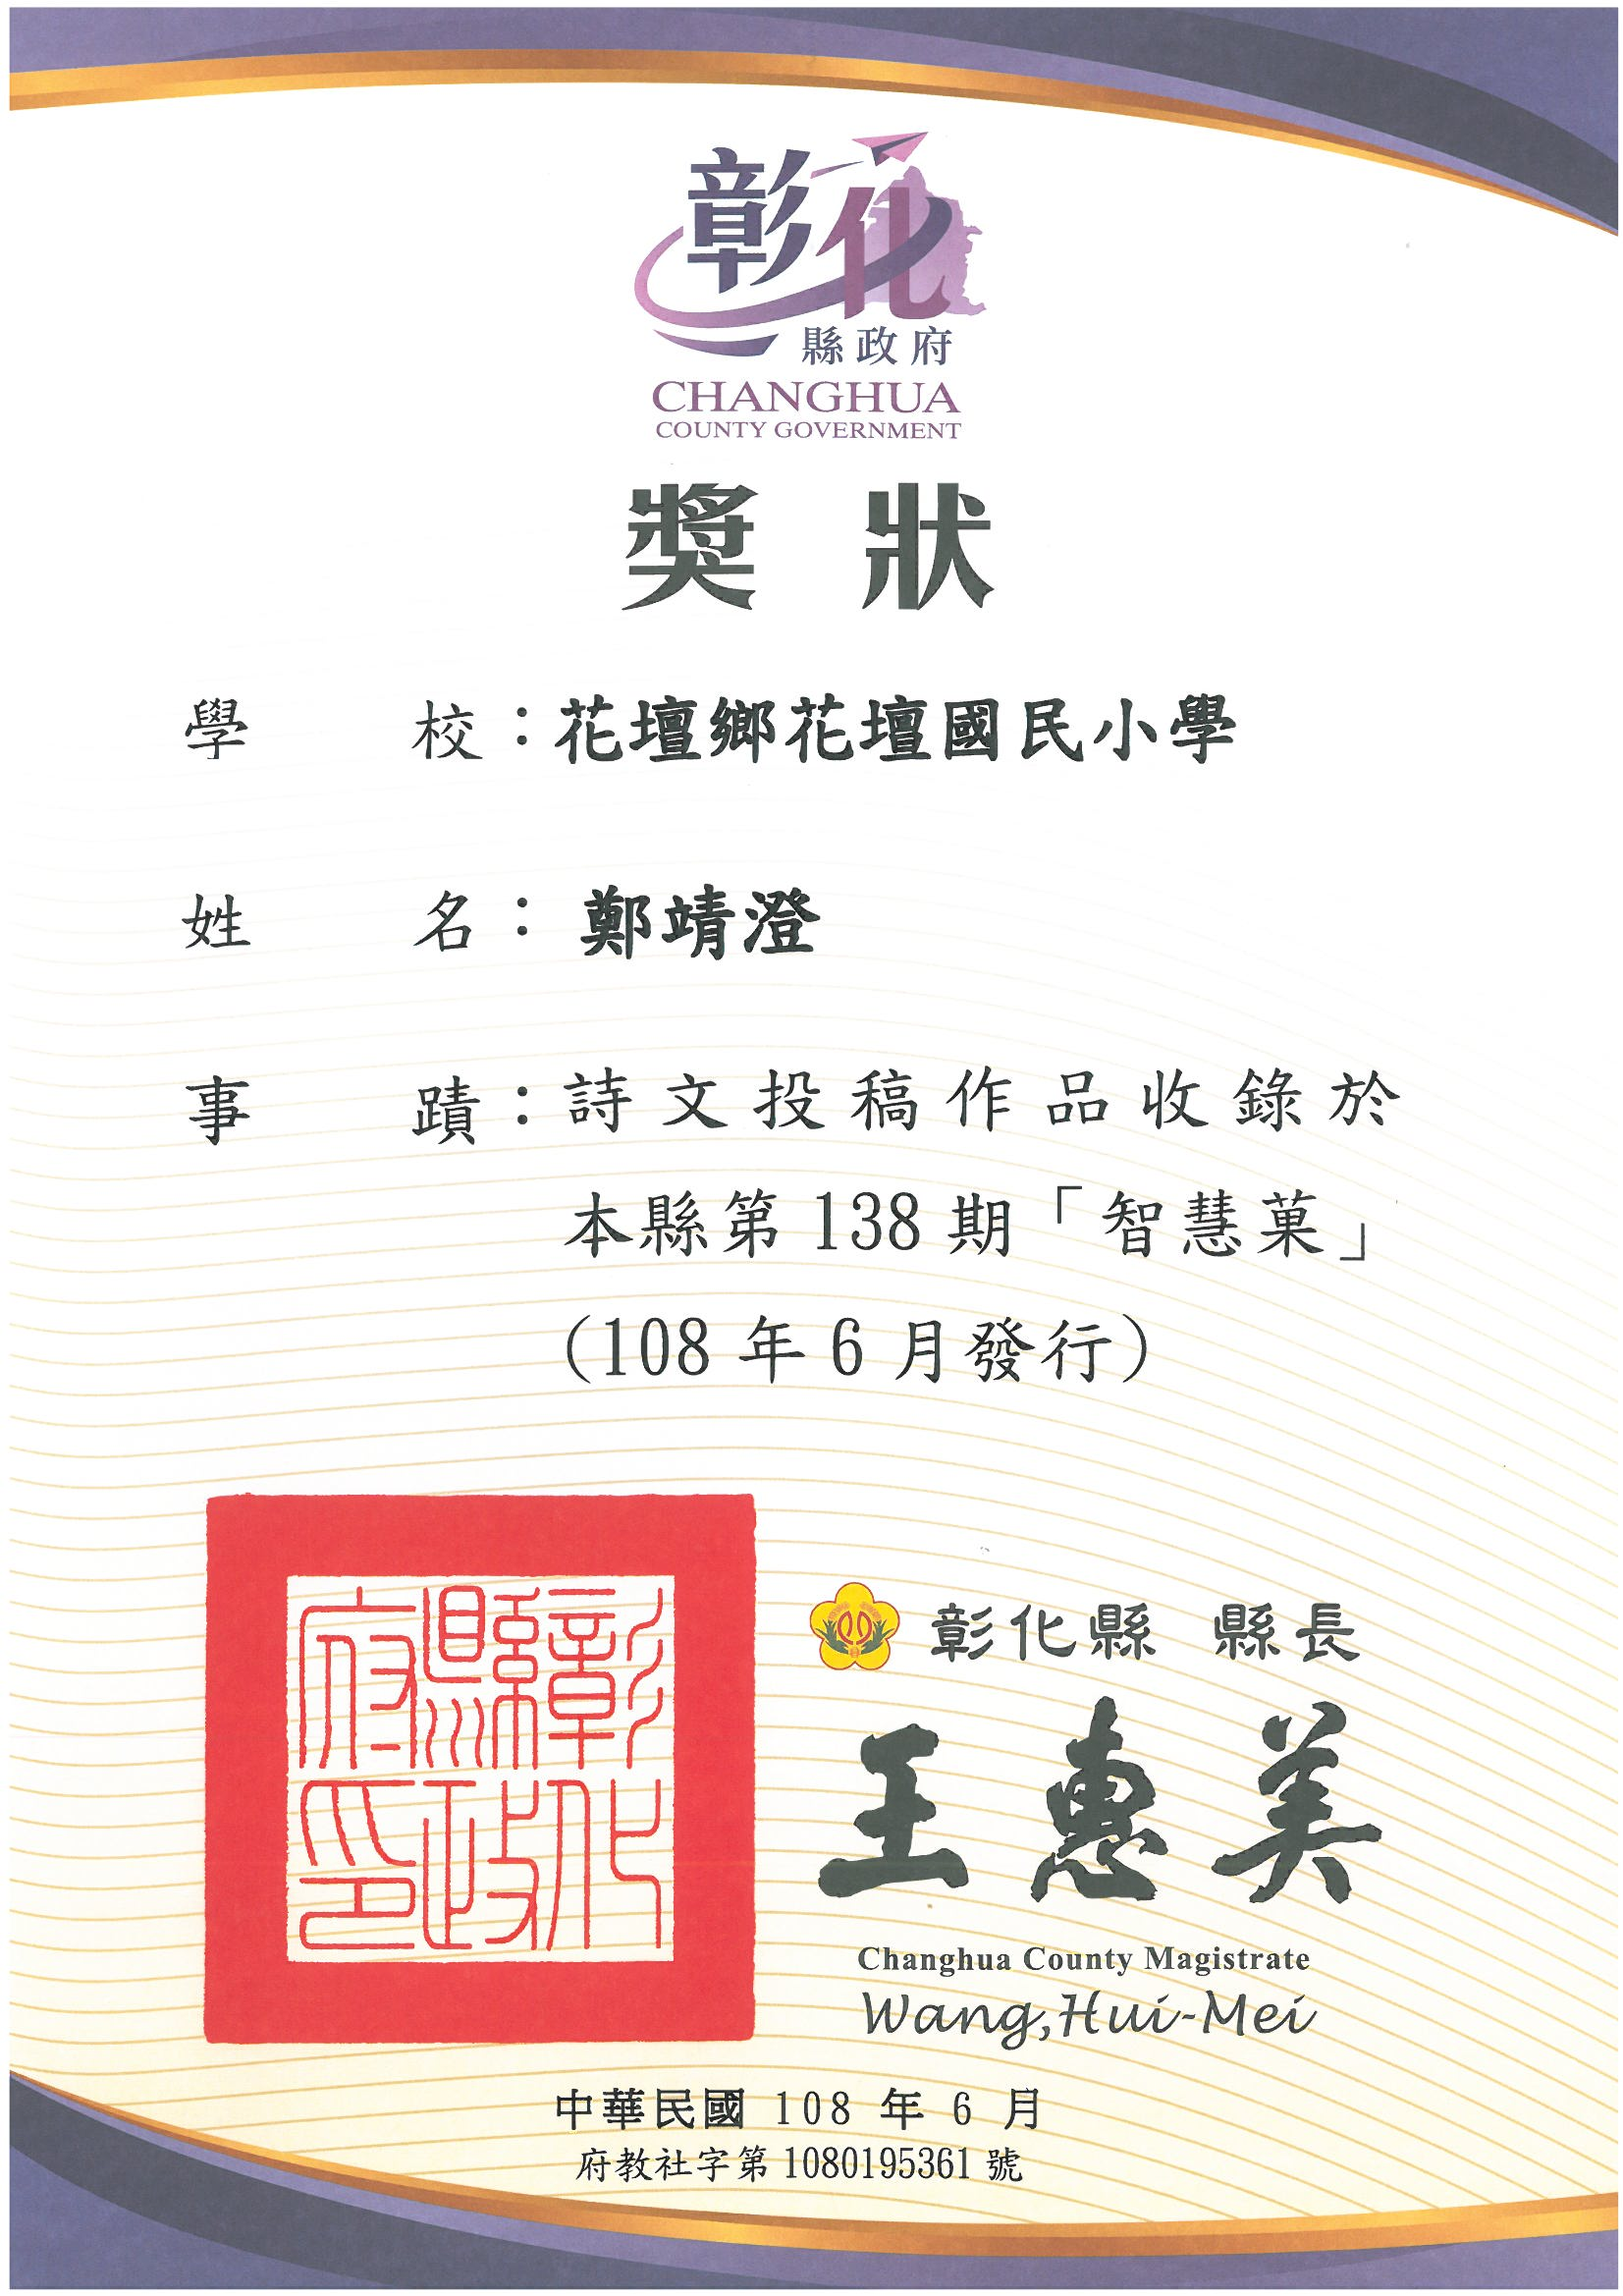 彰化
縣政府
CHANGHUA
COUNTY GOVERNMENT
獎狀
學校：花壇鄉花壇國民小學
姓名：鄭靖澄
事蹟：詩文投稿作品收錄於
本縣第138期「智慧菓」
(108年6月發行)
彰化縣政府印
彰化縣 縣長
王惠美
Changhua County Magistrate
Wang,Hui-Mei
中華民國 108 年 6 月
府教社字第1080195361號